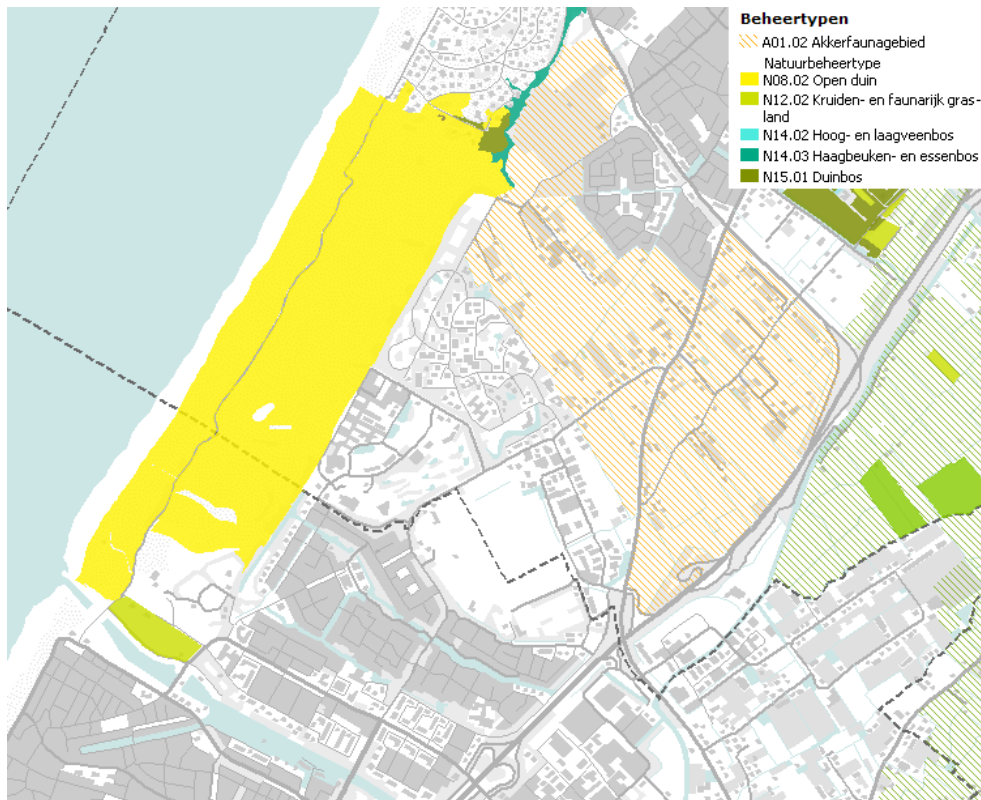 Beheertypen
A01.02 Akkerfaunagebied
Natuurbeheertype
N08.02 Open duin
N12.02 Kruiden- en faunarijk gras-
land
N14.02 Hoog- en laagveenbos
N14.03 Haagbeuken- en essenbos
N15.01 Duinbos